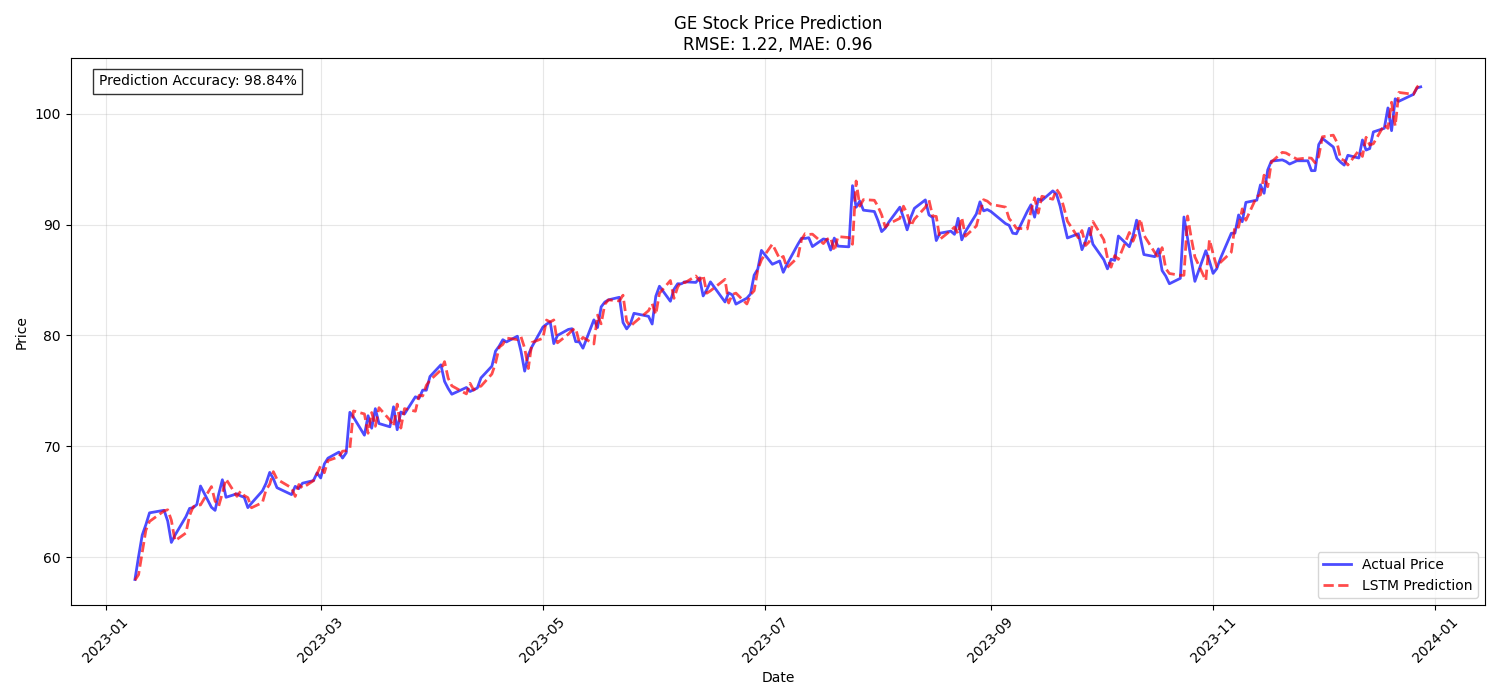 GE Stock Price Prediction
RMSE: 1.22, MAE: 0.96
Prediction Accuracy: 98.84%
Price
100
90
80
70
60
Actual Price
LSTM Prediction
2023-01
2023-03
2023-05
2023-07
2023-09
2023-11
2024-01
Date